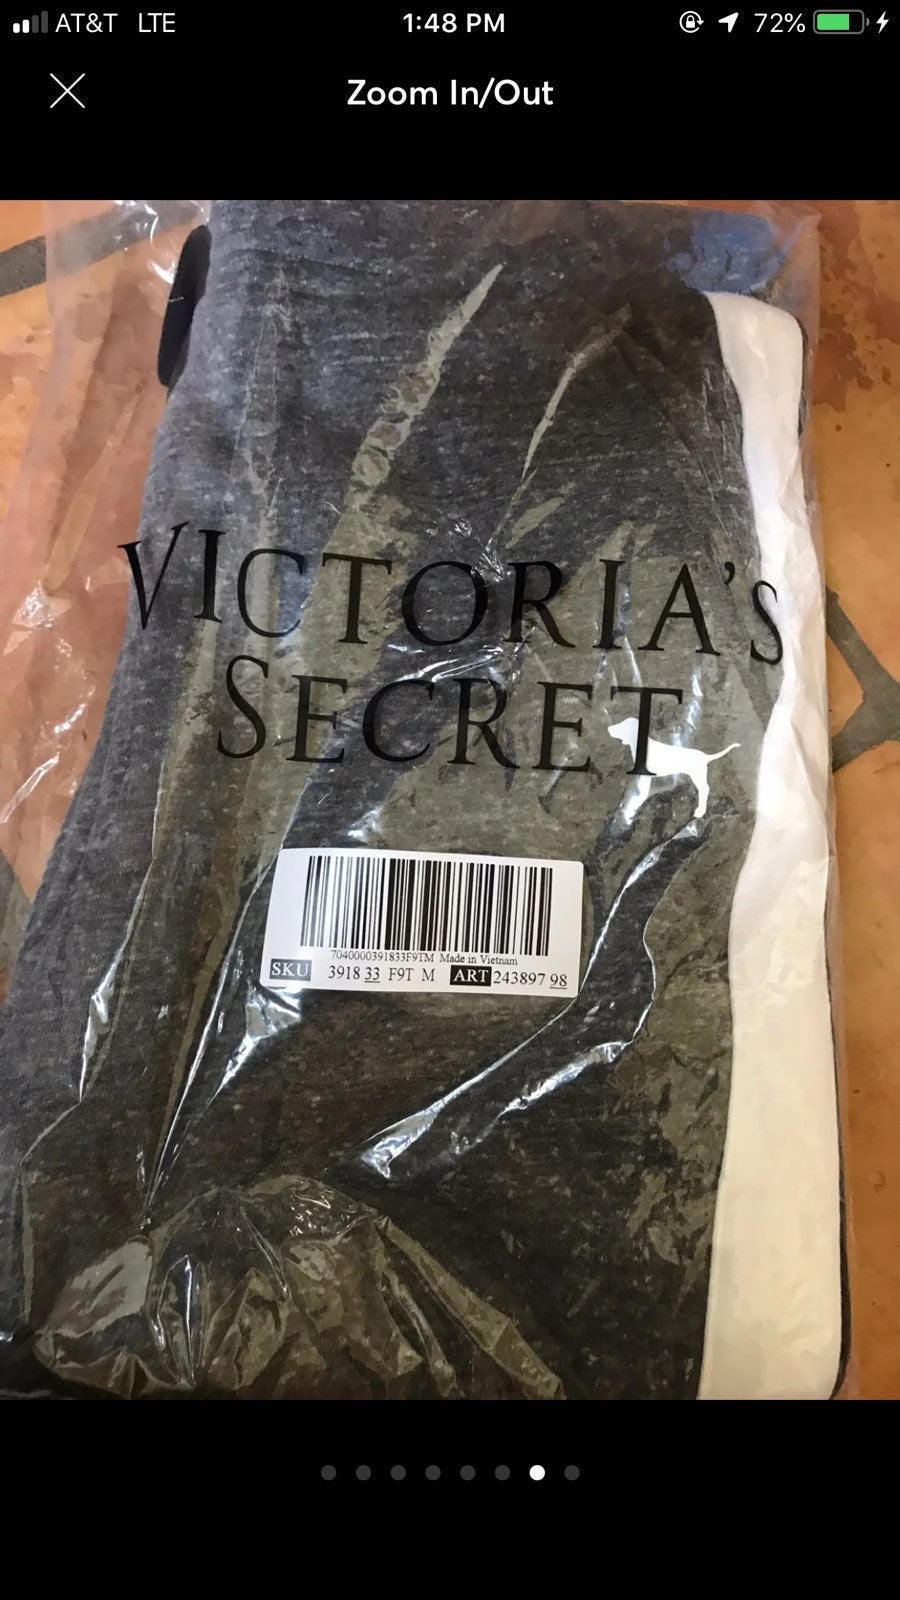 AT&T LTE 1:48 PM 72%
Zoom In/Out
VICTORIA'S
SECRET
7040000391833F9TM Made in Vietnam
SKU 3918 33 F9T M ART 243897 98